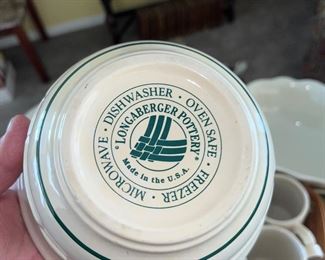 MICROWAVE · DISHWASHER · OVEN SAFE · FREEZER ·
"LONGABERGER POTTERY"
Made in the U.S.A.